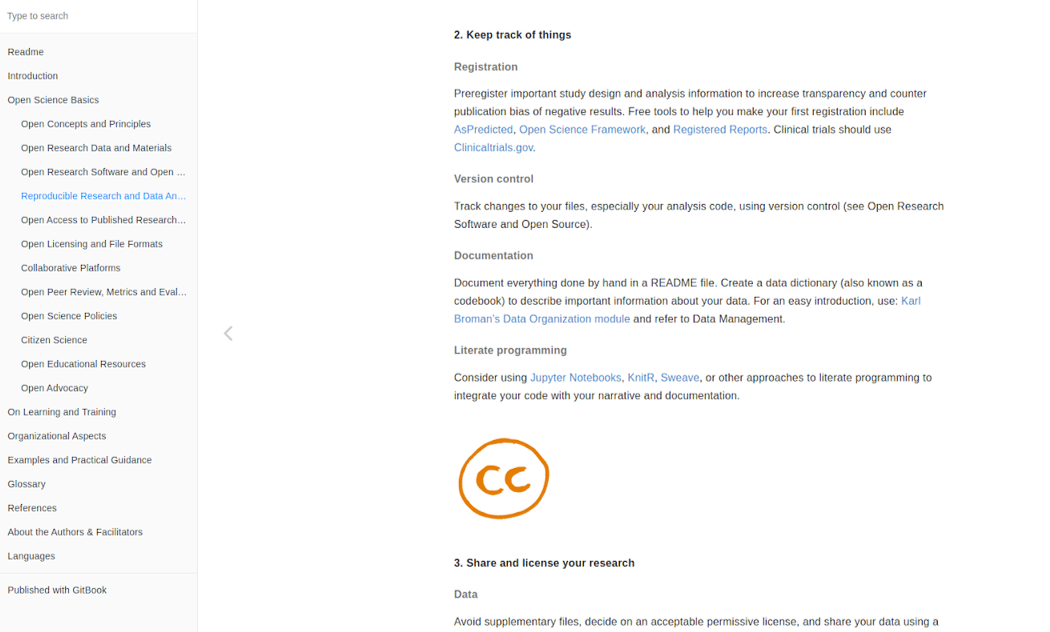 Type to search
Readme
Introduction
Open Science Basics
Open Concepts and Principles
Open Research Data and Materials
Open Research Software and Open ...
Reproducible Research and Data An...
Open Access to Published Research...
Open Licensing and File Formats
Collaborative Platforms
Open Peer Review, Metrics and Eval...
Open Science Policies
Citizen Science
Open Educational Resources
Open Advocacy
On Learning and Training
Organizational Aspects
Examples and Practical Guidance
Glossary
References
About the Authors & Facilitators
Languages
Published with GitBook
2. Keep track of things
Registration
Preregister important study design and analysis information to increase transparency and counter
publication bias of negative results. Free tools to help you make your first registration include
AsPredicted, Open Science Framework, and Registered Reports. Clinical trials should use
Clinicaltrials.gov.
Version control
Track changes to your files, especially your analysis code, using version control (see Open Research
Software and Open Source).
Documentation
Document everything done by hand in a README file. Create a data dictionary (also known as a
codebook) to describe important information about your data. For an easy introduction, use: Karl
Broman’s Data Organization module and refer to Data Management.
Literate programming
Consider using Jupyter Notebooks, KnitR, Sweave, or other approaches to literate programming to
integrate your code with your narrative and documentation.
CC
3. Share and license your research
Data
Avoid supplementary files, decide on an acceptable permissive license, and share your data using a